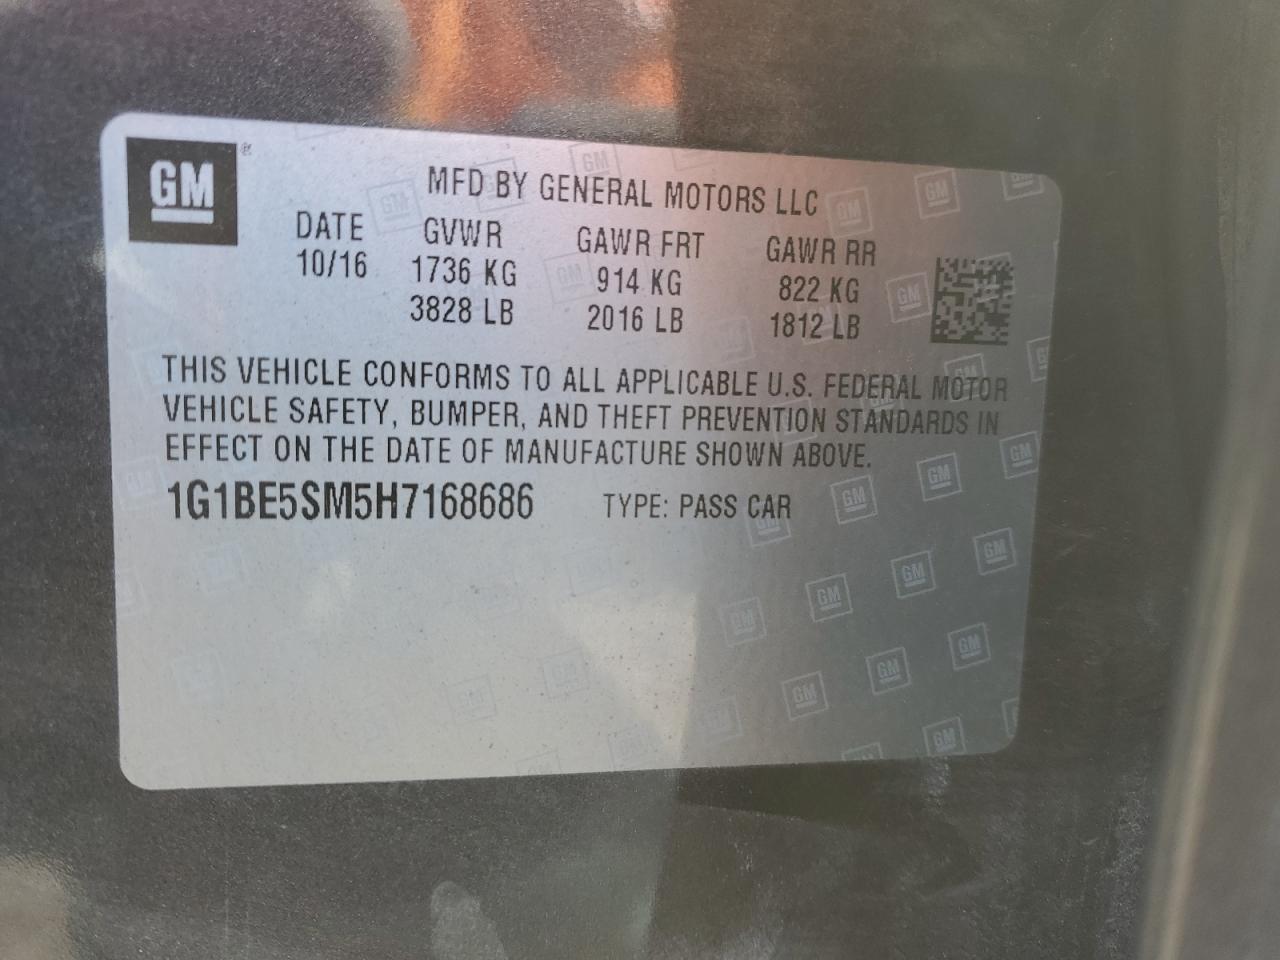 GM®
MFD BY GENERAL MOTORS LLC
DATE GVWR GAWR FRT GAWR RR
10/16 1736 KG 914 KG 822 KG
3828 LB 2016 LB 1812 LB
THIS VEHICLE CONFORMS TO ALL APPLICABLE U.S. FEDERAL MOTOR
VEHICLE SAFETY, BUMPER, AND THEFT PREVENTION STANDARDS IN
EFFECT ON THE DATE OF MANUFACTURE SHOWN ABOVE.
1G1BE5SM5H7168686 TYPE: PASS CAR